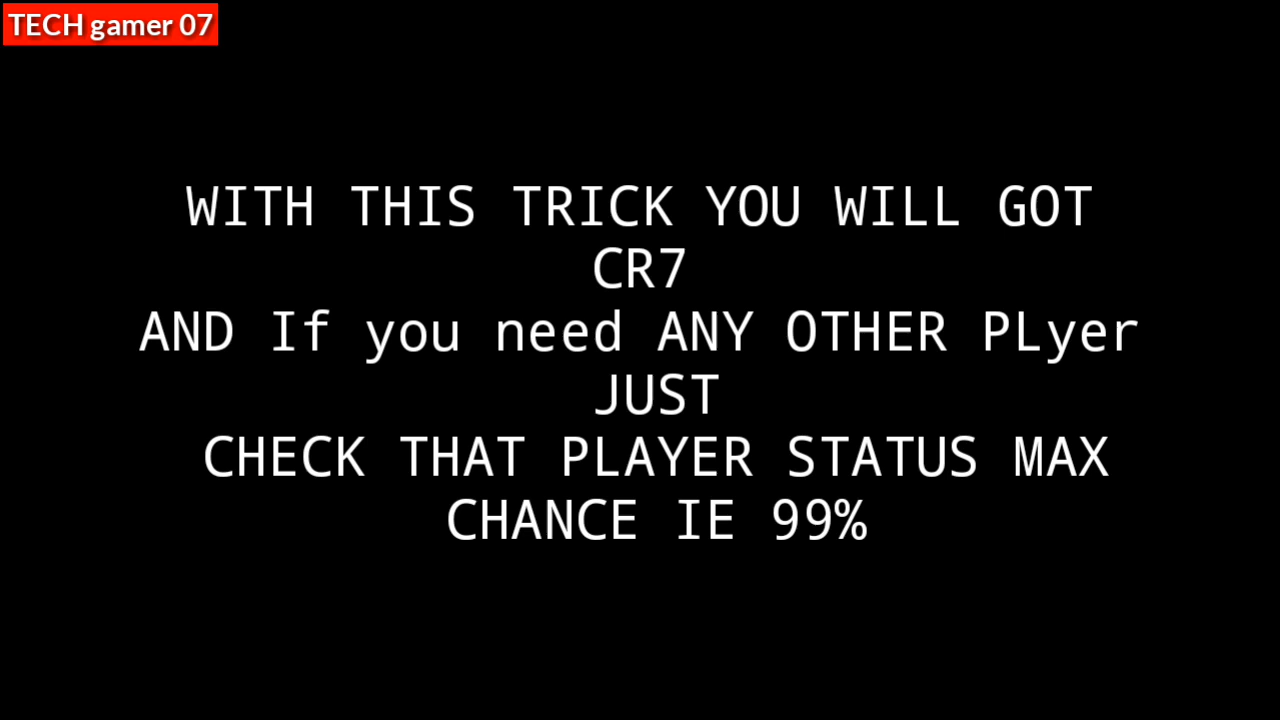 TECH gamer 07
WITH THIS TRICK YOU WILL GOT
CR7
AND If you need ANY OTHER PLyer
JUST
CHECK THAT PLAYER STATUS MAX
CHANCE IE 99%